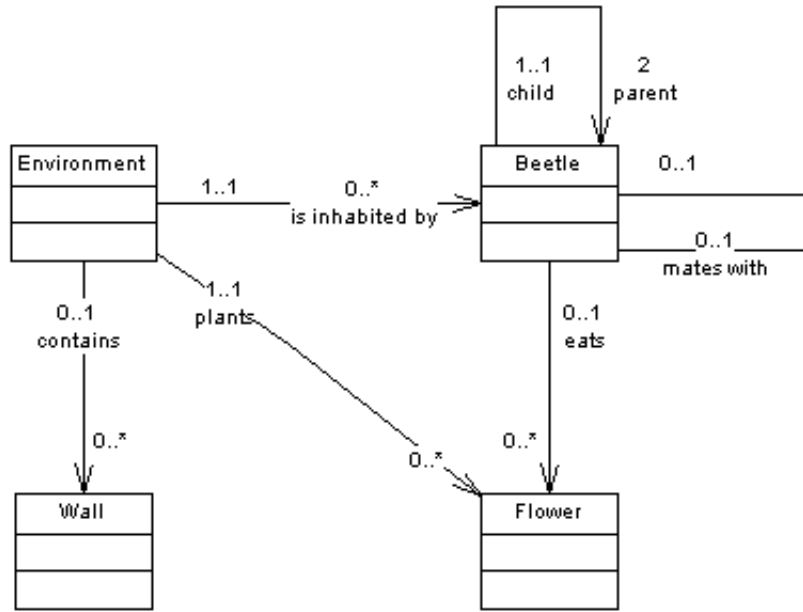 1..1
child
2
parent
Environment
Beetle
1..1
0..*
is inhabited by
0..1
0..1
mates with
1..1
plants
0..1
contains
0..1
eats
0..*
0..*
0..*
Wall
Flower